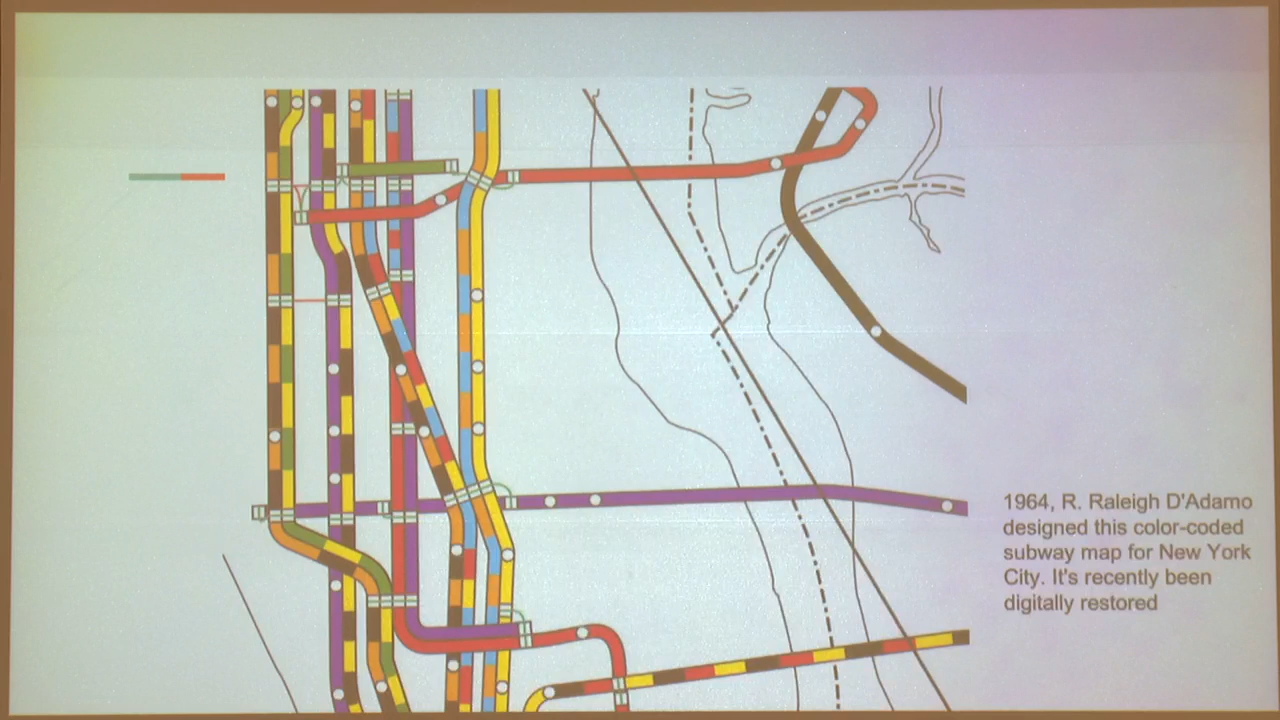 1964, R. Raleigh D'Adamo
designed this color-coded
subway map for New York
City. It's recently been
digitally restored